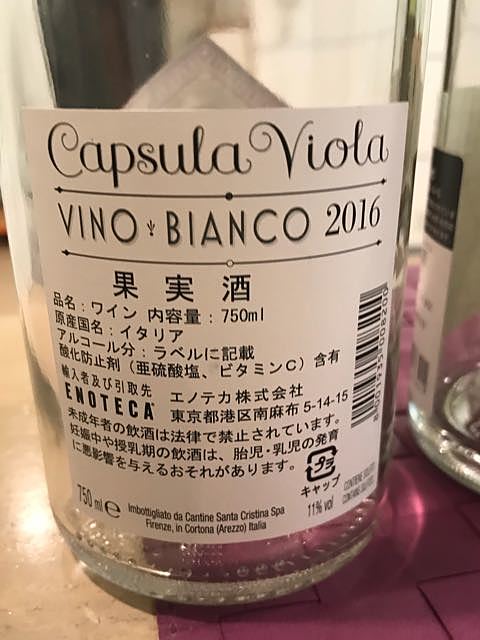 Capsula Viola
VINO BIANCO 2016
果実酒
品名：ワイン 内容量：750ml
原産国名：イタリア
アルコール分：ラベルに記載
酸化防止剤（亜硫酸塩、ビタミンC）含有
輸入者及び引取先
ENOTECA エノテカ株式会社
東京都港区南麻布 5-14-15
未成年者の飲酒は法律で禁止されています。
妊娠中や授乳期の飲酒は、胎児・乳児の発育
に悪影響を与えるおそれがあります。
プラ
キャップ
750 ml e
Imbottigliato da Cantine Santa Cristina Spa
Firenze, in Cortona (Arezzo) Italia
11% vol
CONTIENE SOLFITI